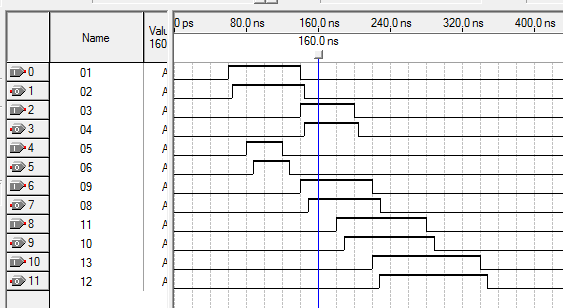 Name
Valu
160
0 ps
80.0 ns
160.0 ns
240.0 ns
320.0 ns
400.0 ns
160.0 ns
0 01 A
1 02 A
2 03 A
3 04 A
4 05 A
5 06 A
6 09 A
7 08 A
8 11 A
9 10 A
10 13 A
11 12 A